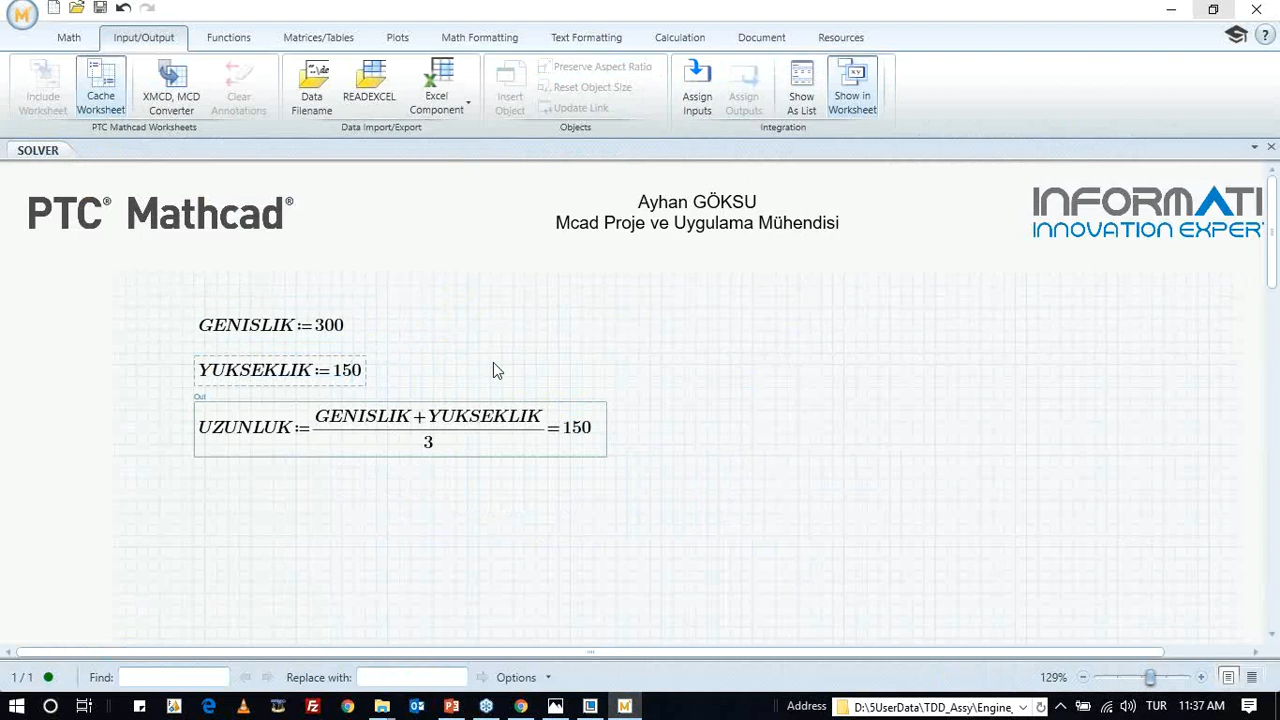 Math Input/Output Functions Matrices/Tables Plots Math Formatting Text Formatting Calculation Document Resources
Include Worksheet
Cache Worksheet
XMCD, MCD Converter
Clear Annotations
PTC Mathcad Worksheets
Data Filename
READEXCEL
Excel Component
Data Import/Export
Insert Object
Preserve Aspect Ratio
Reset Object Size
Update Link
Objects
Assign Inputs
Assign Outputs
Show As List
Show in Worksheet
Integration
SOLVER
PTC® Mathcad®
Ayhan GÖKSU
Mcad Proje ve Uygulama Mühendisi
INFORMATI
INNOVATION EXPER
GENISLIK := 300
YUKSEKLIK := 150
Out
UZUNLUK := GENISLIK + YUKSEKLIK / 3 = 150
1 / 1 Find: Replace with: Options 129%
Address D:\5UserData\TDD_Assy\Engine_ TUR 11:37 AM